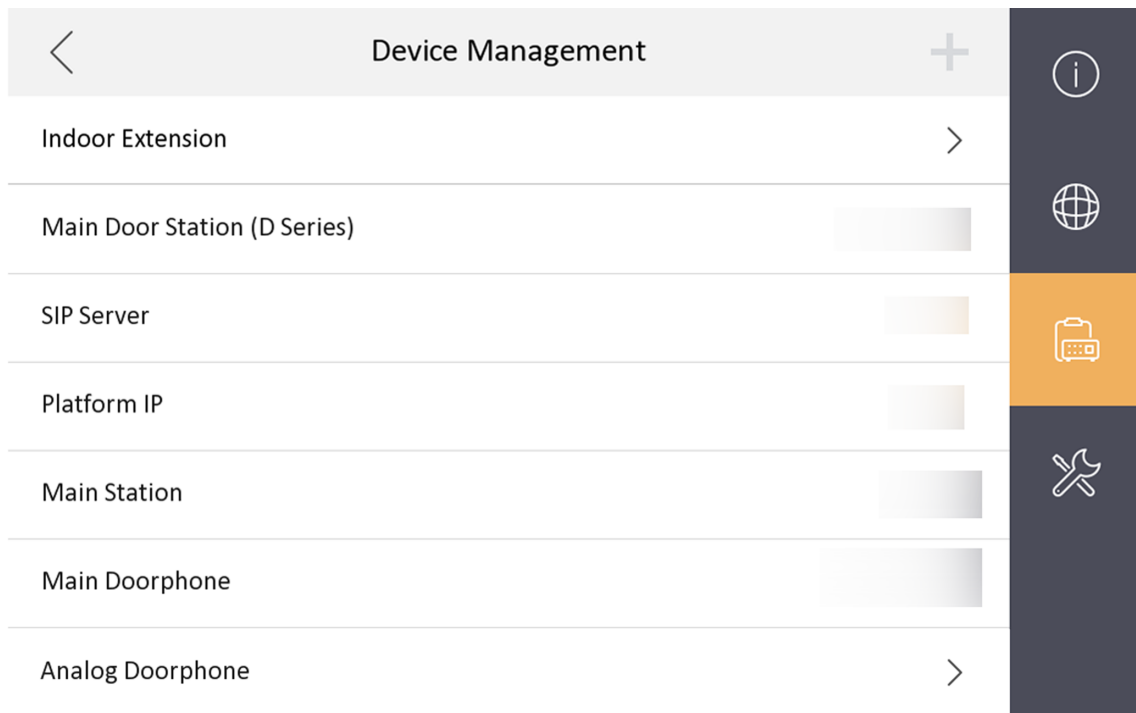 Device Management
Indoor Extension
Main Door Station (D Series)
SIP Server
Platform IP
Main Station
Main Doorphone
Analog Doorphone